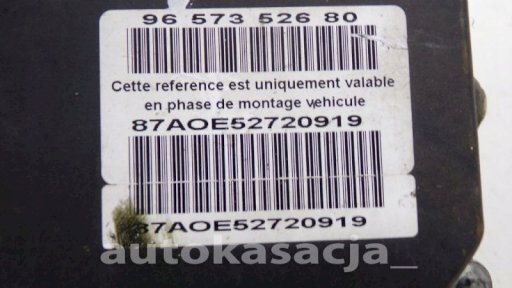 96 573 526 80
Cette reference est uniquement valable
en phase de montage vehicule
87AOE52720919
87AOE52720919
autokasacja_